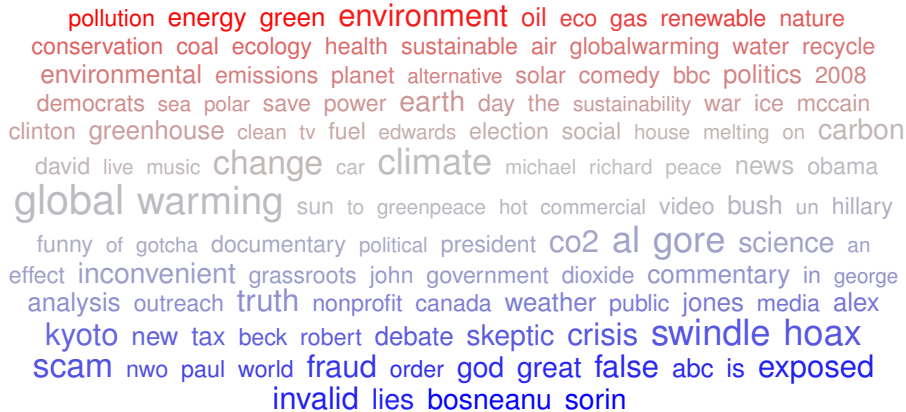 pollution energy green environment oil eco gas renewable nature
conservation coal ecology health sustainable air globalwarming water recycle
environmental emissions planet alternative solar comedy bbc politics 2008
democrats sea polar save power earth day the sustainability war ice mccain
clinton greenhouse clean tv fuel edwards election social house melting on carbon
david live music change car climate michael richard peace news obama
global warming sun to greenpeace hot commercial video bush un hillary
funny of gotcha documentary political president co2 al gore science an
effect inconvenient grassroots john government dioxide commentary in george
analysis outreach truth nonprofit canada weather public jones media alex
kyoto new tax beck robert debate skeptic crisis swindle hoax
scam nwo paul world fraud order god great false abc is exposed
invalid lies bosneanu sorin